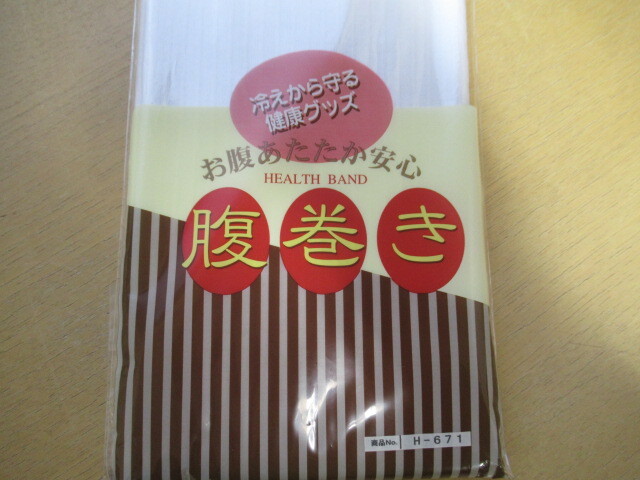 冷えから守る
健康グッズ
お腹あたたか安心
HEALTH BAND
腹巻き
商品No. H-671